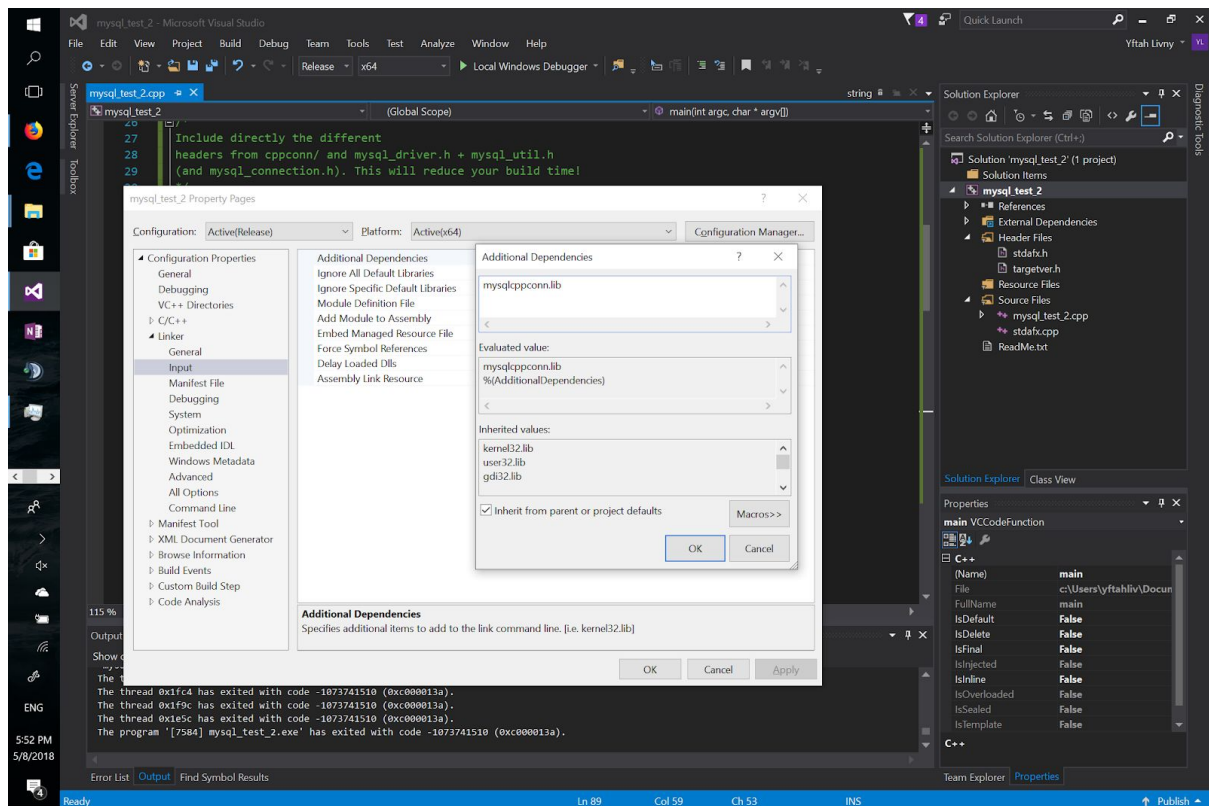 mysql_test_2 - Microsoft Visual Studio
4
Quick Launch
File Edit View Project Build Debug Team Tools Test Analyze Window Help
Yftah Livny
YL
Release
x64
Local Windows Debugger
Server Explorer
Toolbox
mysql_test_2.cpp
string
mysql_test_2
(Global Scope)
main(int argc, char * argv[])
26 /*
27 Include directly the different
28 headers from cppconn/ and mysql_driver.h + mysql_util.h
29 (and mysql_connection.h). This will reduce your build time!
mysql_test_2 Property Pages
?
Configuration: Active(Release)
Platform: Active(x64)
Configuration Manager...
Configuration Properties
General
Debugging
VC++ Directories
C/C++
Linker
General
Input
Manifest File
Debugging
System
Optimization
Embedded IDL
Windows Metadata
Advanced
All Options
Command Line
Manifest Tool
XML Document Generator
Browse Information
Build Events
Custom Build Step
Code Analysis
Additional Dependencies
Ignore All Default Libraries
Ignore Specific Default Libraries
Module Definition File
Add Module to Assembly
Embed Managed Resource File
Force Symbol References
Delay Loaded Dlls
Assembly Link Resource
Additional Dependencies
?
mysqlcppconn.lib
Evaluated value:
mysqlcppconn.lib
%(AdditionalDependencies)
Inherited values:
kernel32.lib
user32.lib
gdi32.lib
Inherit from parent or project defaults
Macros>>
OK
Cancel
Additional Dependencies
Specifies additional items to add to the link command line. [i.e. kernel32.lib]
OK
Cancel
Apply
115 %
Output
Show
The
The thread 0x1fc4 has exited with code -1073741510 (0xc000013a).
The thread 0x1f9c has exited with code -1073741510 (0xc000013a).
The thread 0x1e5c has exited with code -1073741510 (0xc000013a).
The program '[7584] mysql_test_2.exe' has exited with code -1073741510 (0xc000013a).
Error List Output Find Symbol Results
Solution Explorer
Search Solution Explorer (Ctrl+;)
Solution 'mysql_test_2' (1 project)
Solution Items
mysql_test_2
References
External Dependencies
Header Files
stdafx.h
targetver.h
Resource Files
Source Files
mysql_test_2.cpp
stdafx.cpp
ReadMe.txt
Solution Explorer Class View
Properties
main VCCodeFunction
C++
(Name) main
File c:\Users\yftahliv\Docum
FullName main
IsDefault False
IsDelete False
IsFinal False
IsInjected False
IsInline False
IsOverloaded False
IsSealed False
IsTemplate False
C++
Team Explorer Properties
Diagnostic Tools
ENG
5:52 PM
5/8/2018
4
Ready
Ln 89 Col 59 Ch 53 INS
Publish